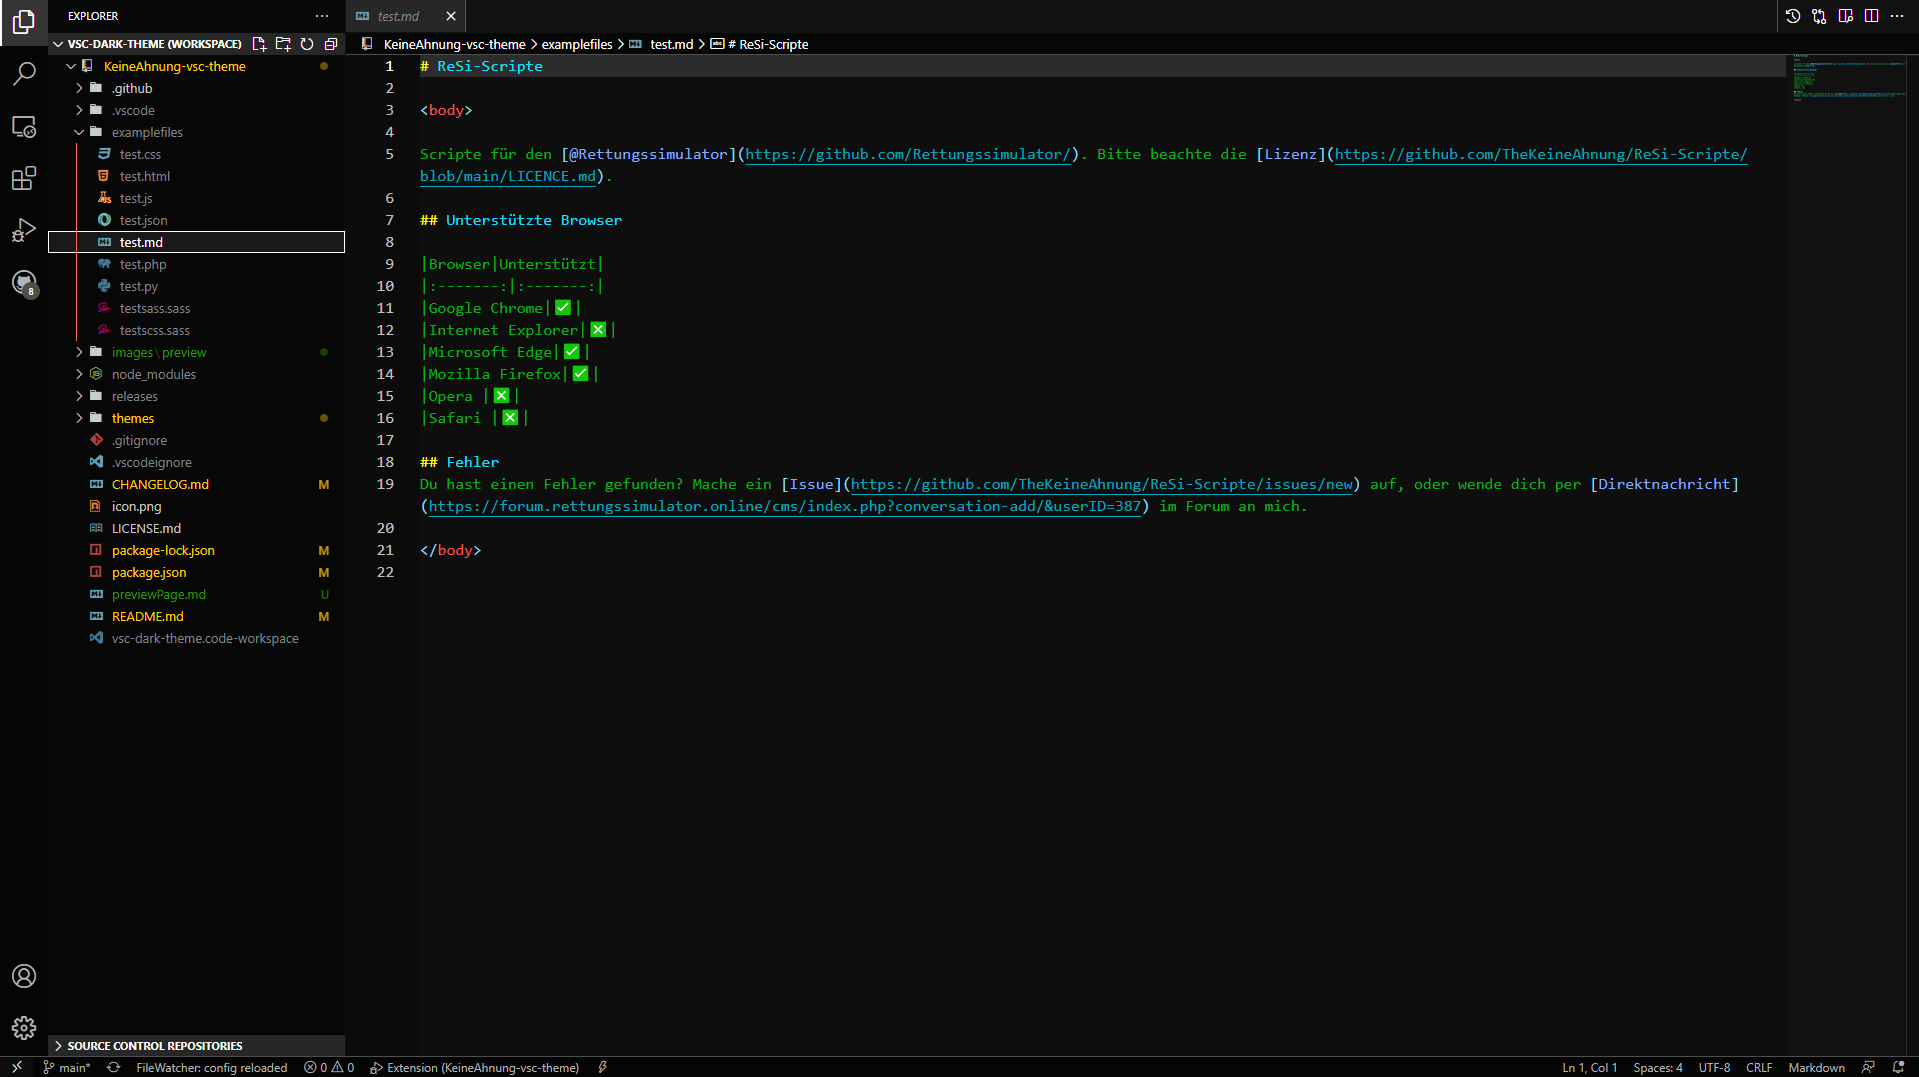 EXPLORER
VSC-DARK-THEME (WORKSPACE)
KeineAhnung-vsc-theme
.github
.vscode
examplefiles
test.css
test.html
test.js
test.json
test.md
test.php
test.py
testsass.sass
testscss.sass
images\preview
node_modules
releases
themes
.gitignore
.vscodeignore
CHANGELOG.md M
icon.png
LICENSE.md
package-lock.json M
package.json M
previewPage.md U
README.md M
vsc-dark-theme.code-workspace
SOURCE CONTROL REPOSITORIES
8
test.md
KeineAhnung-vsc-theme > examplefiles > test.md > # ReSi-Scripte
1 # ReSi-Scripte
2
3 <body>
4
5 Scripte für den [@Rettungssimulator](https://github.com/Rettungssimulator/). Bitte beachte die [Lizenz](https://github.com/TheKeineAhnung/ReSi-Scripte/
blob/main/LICENCE.md).
6
7 ## Unterstützte Browser
8
9 |Browser|Unterstützt|
10 |:-------:|:-------:|
11 |Google Chrome|✅|
12 |Internet Explorer|❎|
13 |Microsoft Edge|✅|
14 |Mozilla Firefox|✅|
15 |Opera |❎|
16 |Safari |❎|
17
18 ## Fehler
19 Du hast einen Fehler gefunden? Mache ein [Issue](https://github.com/TheKeineAhnung/ReSi-Scripte/issues/new) auf, oder wende dich per [Direktnachricht]
(https://forum.rettungssimulator.online/cms/index.php?conversation-add/&userID=387) im Forum an mich.
20
21 </body>
22
main* FileWatcher: config reloaded 0 0 Extension (KeineAhnung-vsc-theme) Ln 1, Col 1 Spaces: 4 UTF-8 CRLF Markdown